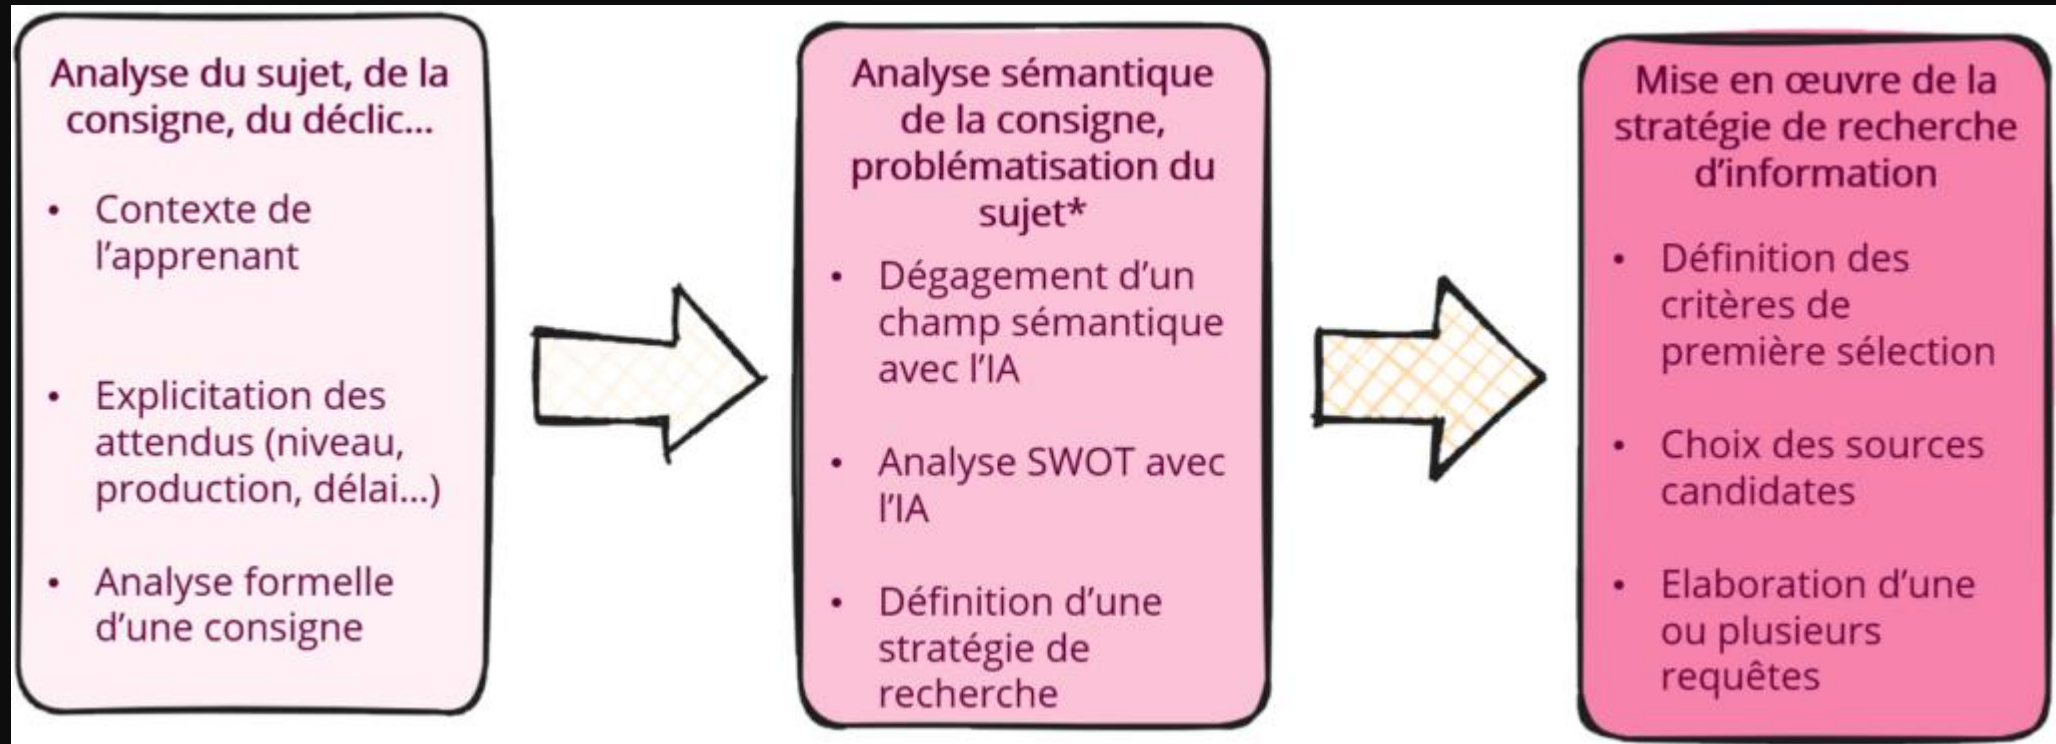 Analyse du sujet, de la
consigne, du déclic...
• Contexte de
l'apprenant
• Explicitation des
attendus (niveau,
production, délai...)
• Analyse formelle
d'une consigne
Analyse sémantique
de la consigne,
problématisation du
sujet*
• Dégagement d'un
champ sémantique
avec l'IA
• Analyse SWOT avec
l'IA
• Définition d'une
stratégie de
recherche
Mise en œuvre de la
stratégie de recherche
d'information
• Définition des
critères de
première sélection
• Choix des sources
candidates
• Elaboration d'une
ou plusieurs
requêtes